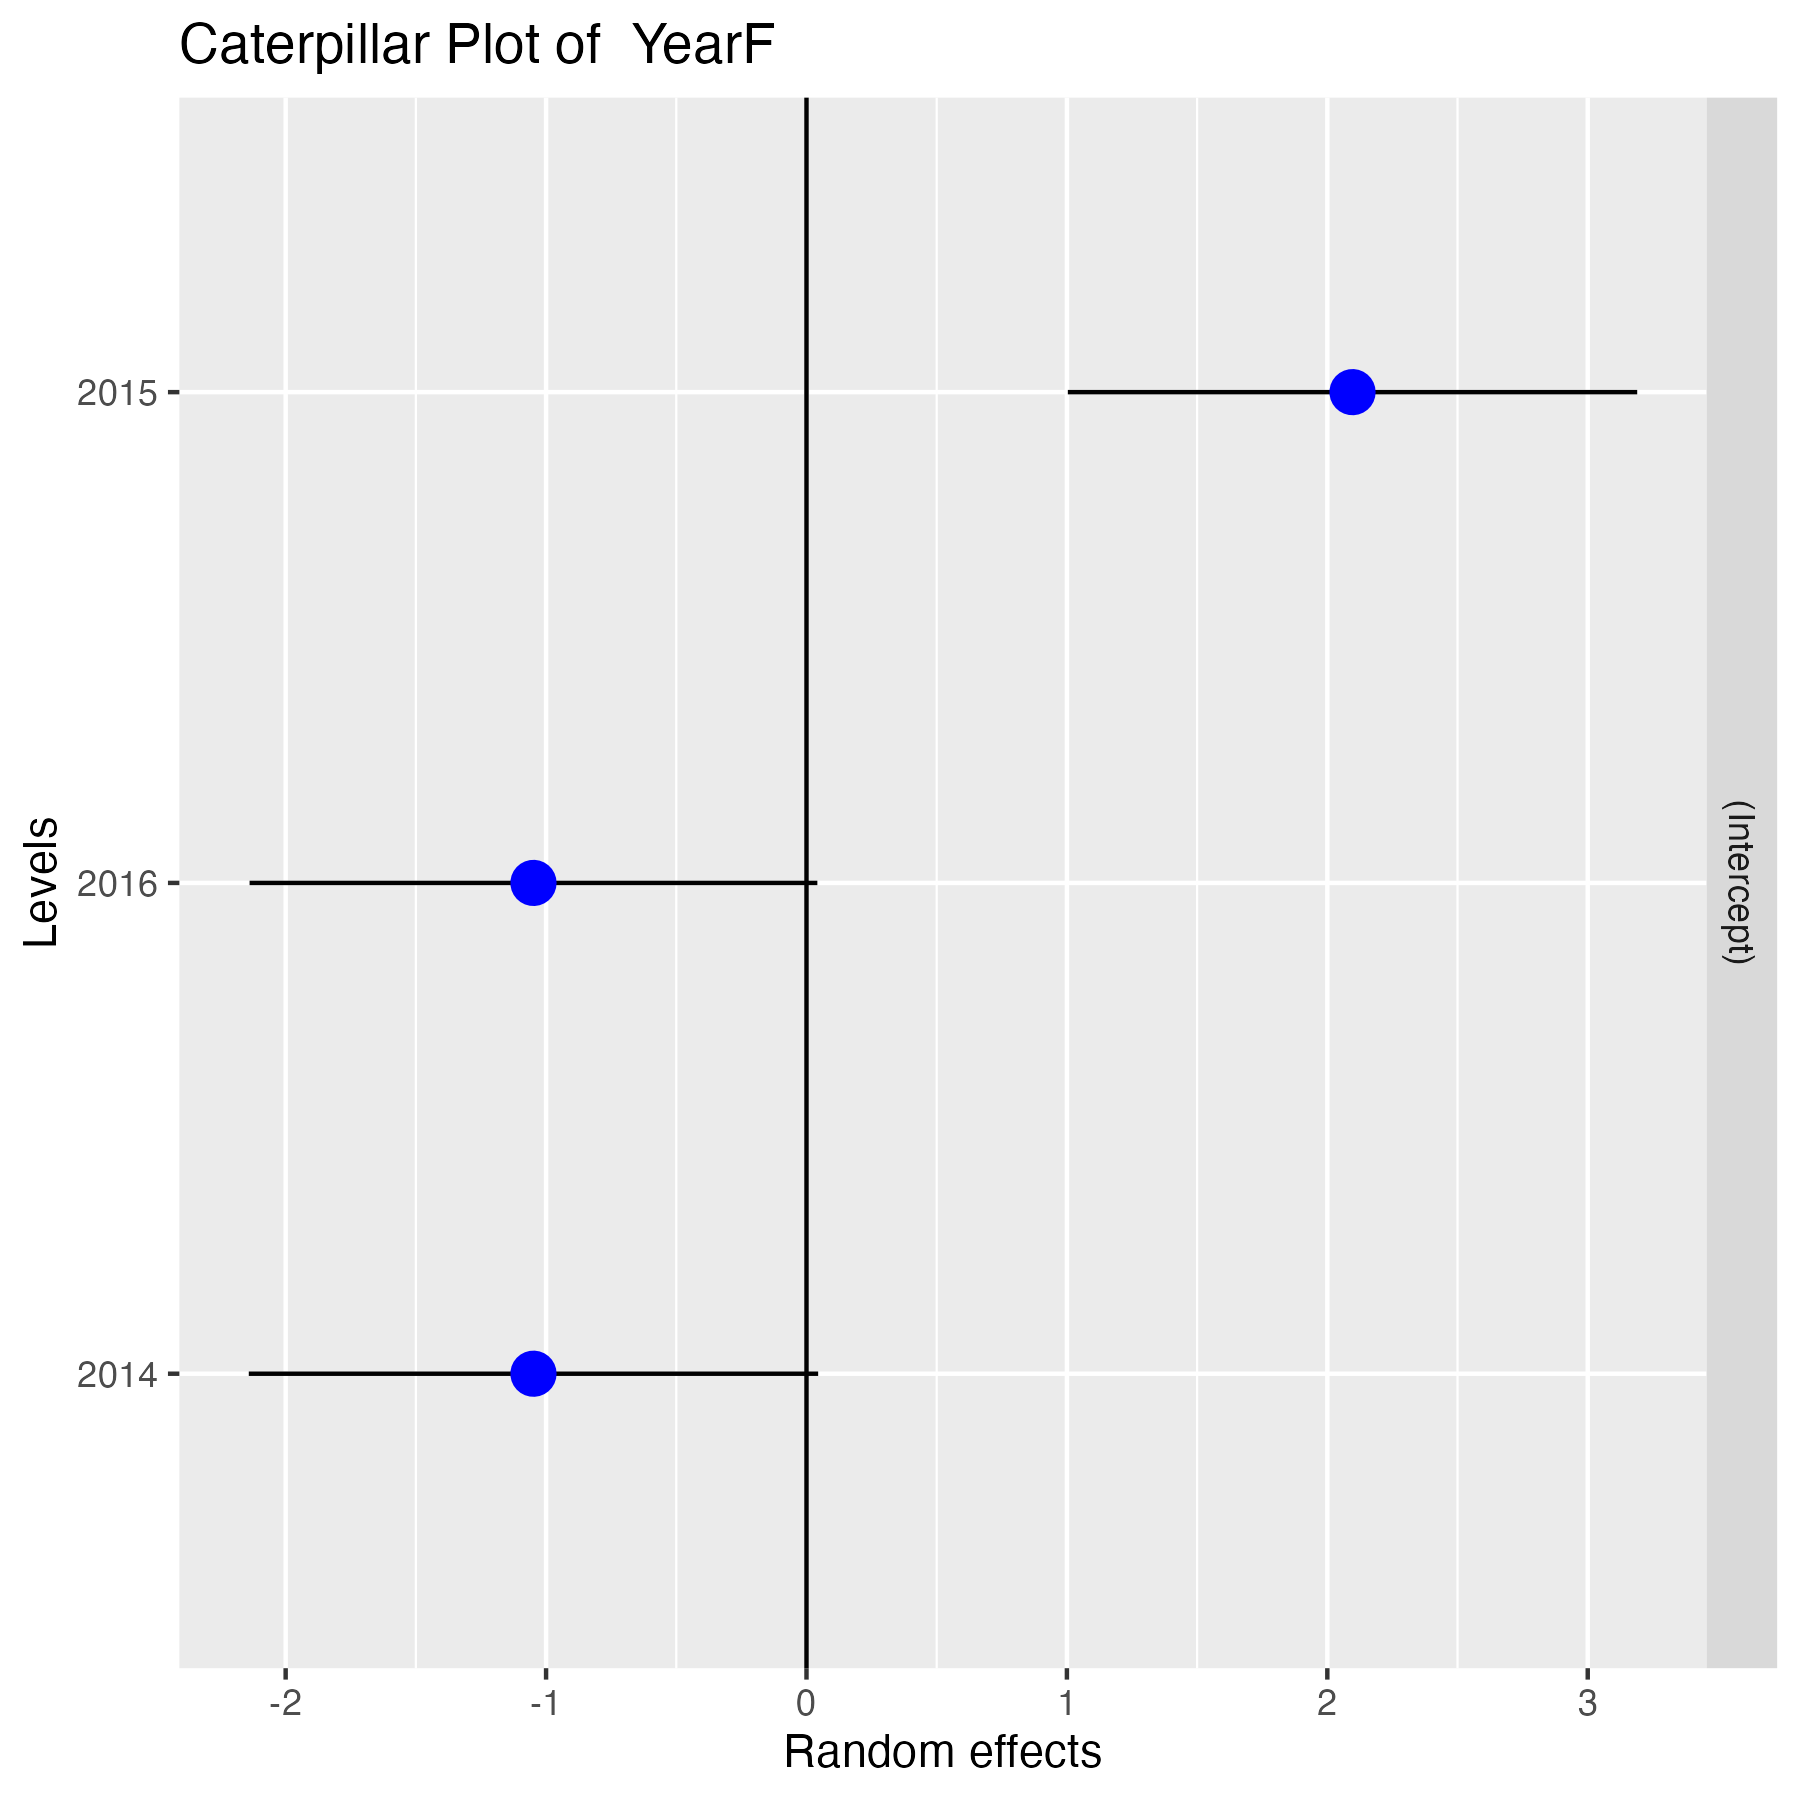 Caterpillar Plot of  YearF
Levels
2015
2016
2014
(Intercept)
-2 -1 0 1 2 3
Random effects